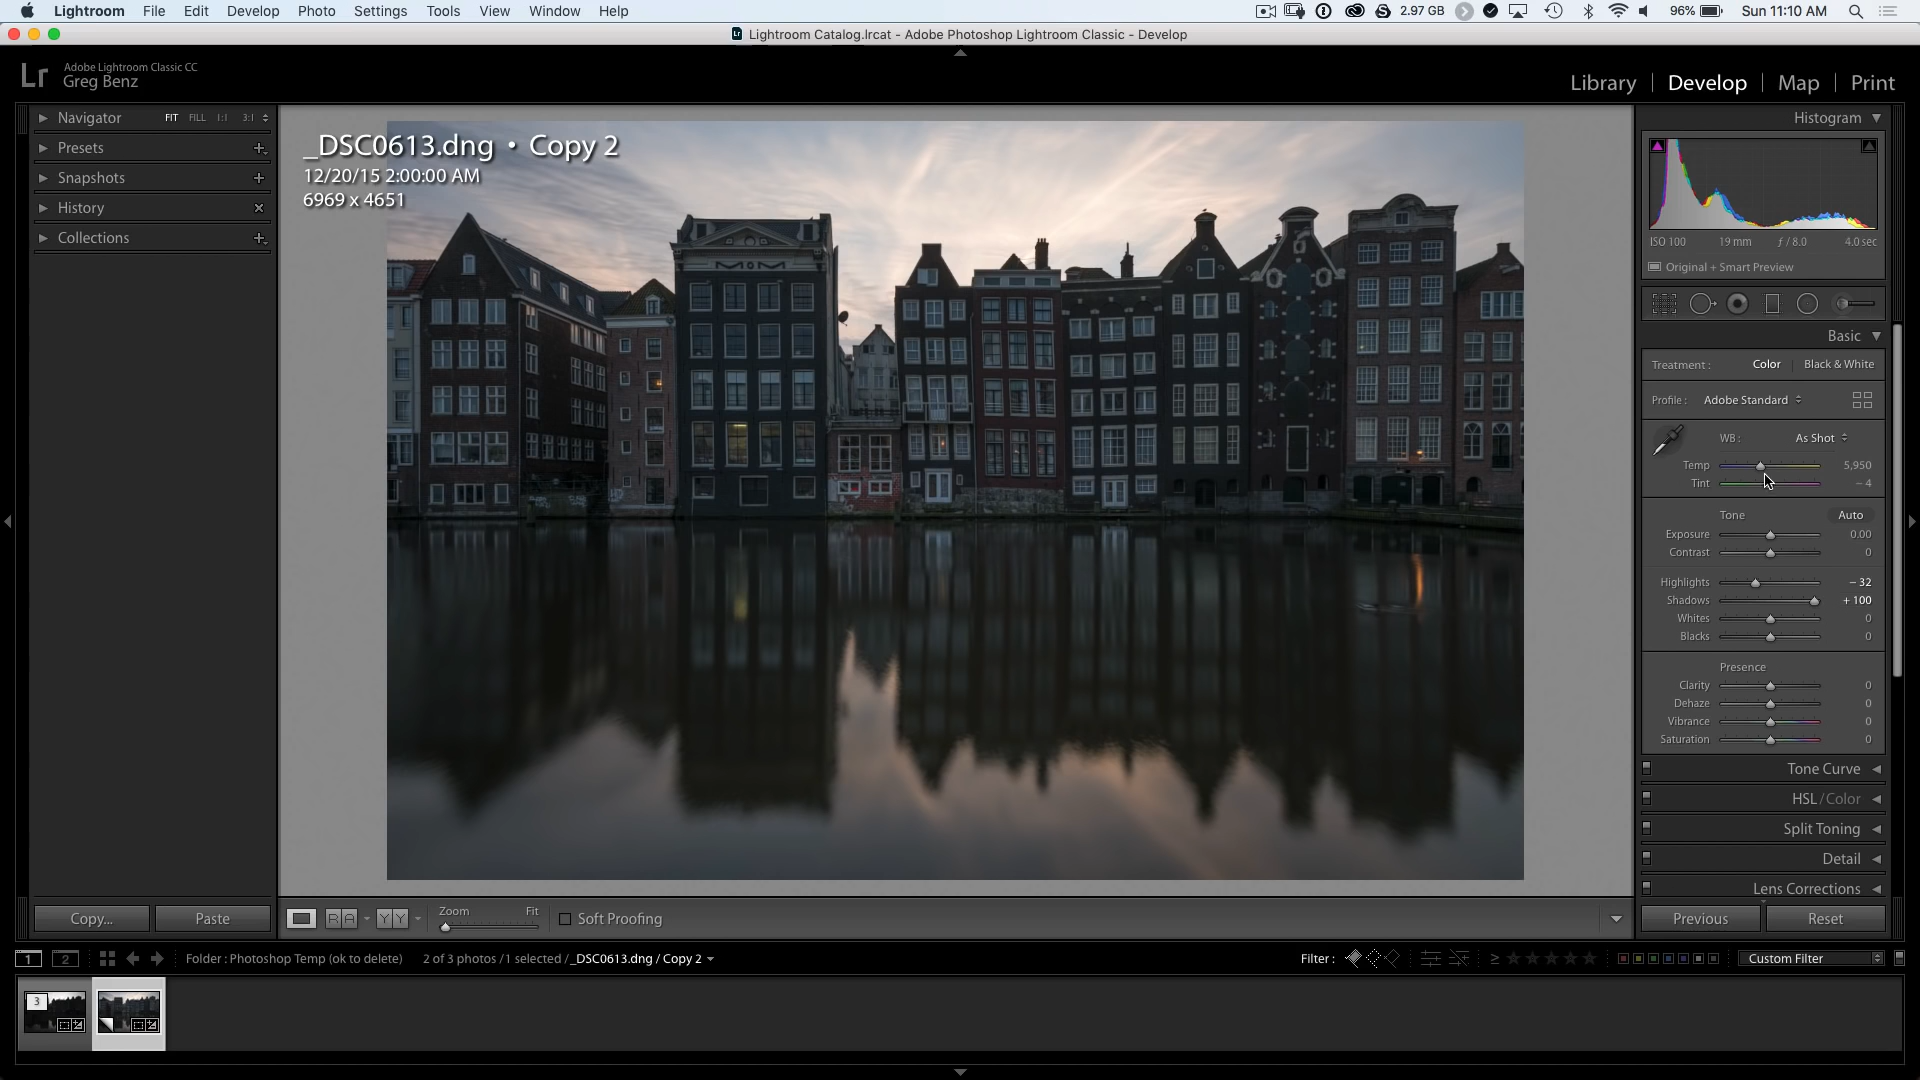 Lightroom File Edit Develop Photo Settings Tools View Window Help 2.97 GB 96% Sun 11:10 AM
Lr Lightroom Catalog.lrcat - Adobe Photoshop Lightroom Classic - Develop
Lr Adobe Lightroom Classic CC
Greg Benz
Library | Develop | Map | Print
Navigator FIT FILL 1:1 3:1
Presets
Snapshots
History
Collections
Copy... Paste
_DSC0613.dng • Copy 2
12/20/15 2:00:00 AM
6969 x 4651
Histogram
ISO 100 19 mm ƒ / 8.0 4.0 sec
Original + Smart Preview
Basic
Treatment : Color Black & White
Profile : Adobe Standard
WB : As Shot
Temp 5,950
Tint – 4
Tone Auto
Exposure 0.00
Contrast 0
Highlights – 32
Shadows + 100
Whites 0
Blacks 0
Presence
Clarity 0
Dehaze 0
Vibrance 0
Saturation 0
Tone Curve
HSL / Color
Split Toning
Detail
Lens Corrections
Previous Reset
R A Y Y Zoom Fit Soft Proofing
1 2 Folder : Photoshop Temp (ok to delete) 2 of 3 photos / 1 selected / _DSC0613.dng / Copy 2 Filter : ≥ Custom Filter
3